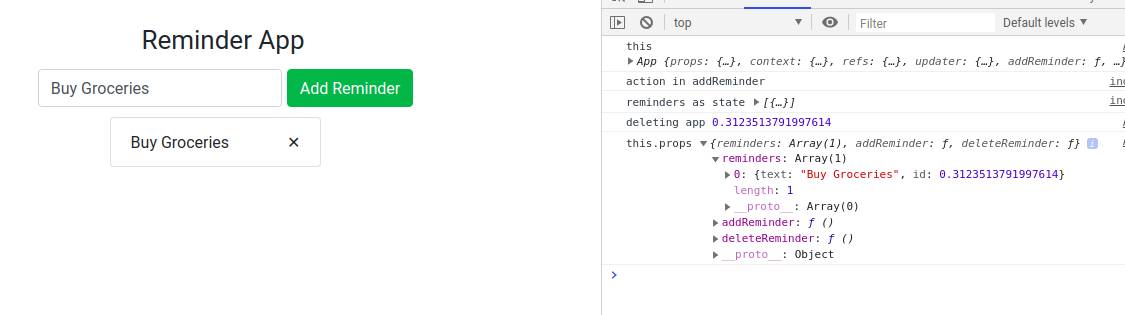 Reminder App
Buy Groceries
Add Reminder
Buy Groceries ✕
top
Filter
Default levels
this
App {props: {…}, context: {…}, refs: {…}, updater: {…}, addReminder: ƒ, …}
action in addReminder
reminders as state [{…}]
deleting app 0.3123513791997614
this.props {reminders: Array(1), addReminder: ƒ, deleteReminder: ƒ} i
reminders: Array(1)
0: {text: "Buy Groceries", id: 0.3123513791997614}
length: 1
__proto__: Array(0)
addReminder: ƒ ()
deleteReminder: ƒ ()
__proto__: Object